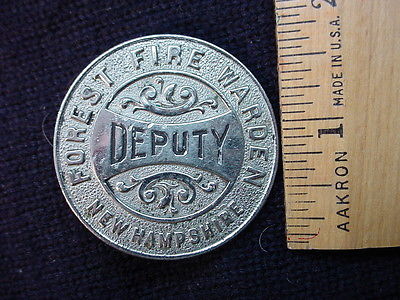 FOREST FIRE WARDEN
DEPUTY
NEW HAMPSHIRE
1
2
AAKRON
MADE IN U.S.A.